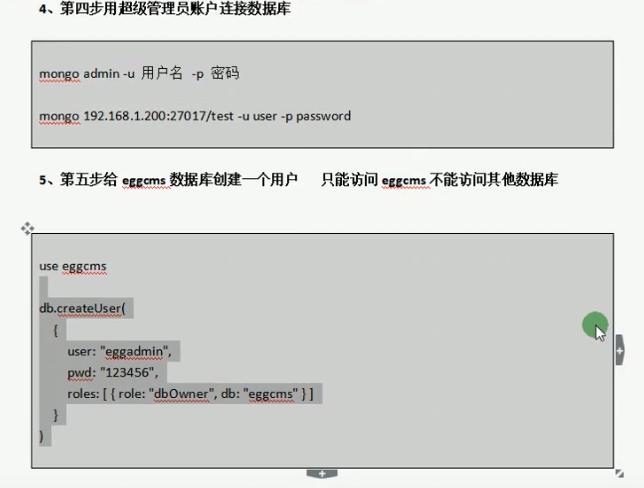 4、第四步用超级管理员账户连接数据库
mongo admin -u 用户名 -p 密码
mongo 192.168.1.200:27017/test -u user -p password
5、第五步给 eggcms 数据库创建一个用户 只能访问 eggcms 不能访问其他数据库
use eggcms
db.createUser(
{
user: "eggadmin",
pwd: "123456",
roles: [ { role: "dbOwner", db: "eggcms" } ]
}
)